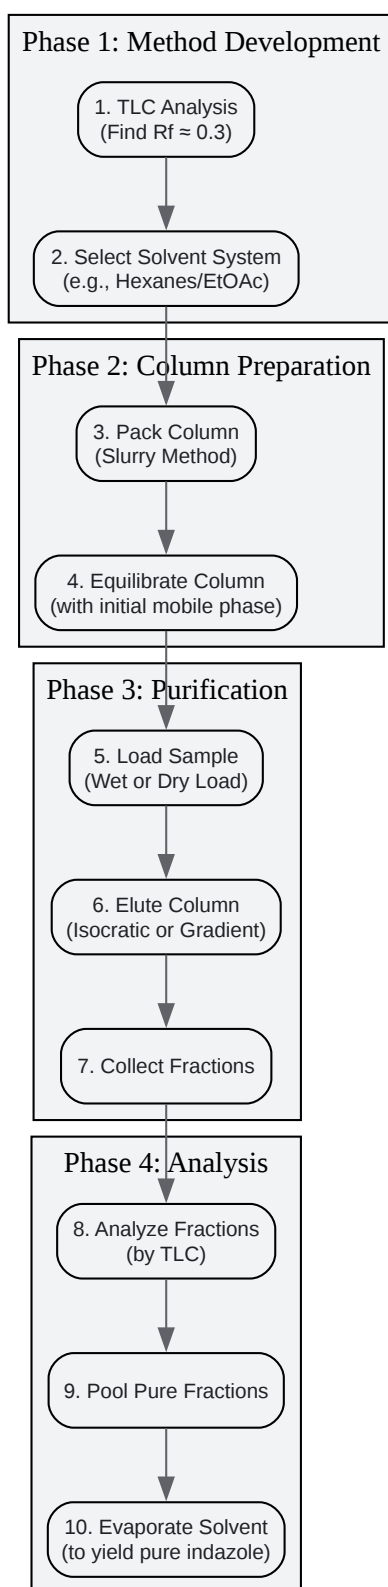 Phase 1: Method Development
1. TLC Analysis
(Find Rf ≈ 0.3)
2. Select Solvent System
(e.g., Hexanes/EtOAc)
Phase 2: Column Preparation
3. Pack Column
(Slurry Method)
4. Equilibrate Column
(with initial mobile phase)
Phase 3: Purification
5. Load Sample
(Wet or Dry Load)
6. Elute Column
(Isocratic or Gradient)
7. Collect Fractions
Phase 4: Analysis
8. Analyze Fractions
(by TLC)
9. Pool Pure Fractions
10. Evaporate Solvent
(to yield pure indazole)